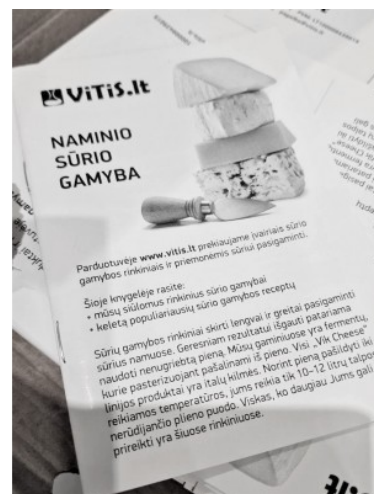 ViTiS.lt
NAMINIO
SŪRIO
GAMYBA
Parduotuvėje www.vitis.lt prekiaujame įvairiais sūrio
gamybos rinkiniais ir priemonėmis sūriui pasigaminti.
Šioje knygelėje rasite:
• mūsų siūlomus rinkinius sūrio gamybai
• keletą populiariausių sūrio gamybos receptų
Sūrių gamybos rinkiniai skirti lengvai ir greitai pasigaminti
sūrius namuose. Geresniam rezultatui išgauti patariama
naudoti nenugriebtą pieną. Mūsų gaminiuose yra fermentų,
kurie pasterizuojant pašalinami iš pieno. Visi „Vik Cheese“
linijos produktai yra italų kilmės. Norint pieną pašildyti iki
reikiamos temperatūros, jums reikia tik 10–12 litrų talpos
nerūdijančio plieno puodo. Viskas, ko daugiau Jums gali
prireikti yra šiuose rinkiniuose.